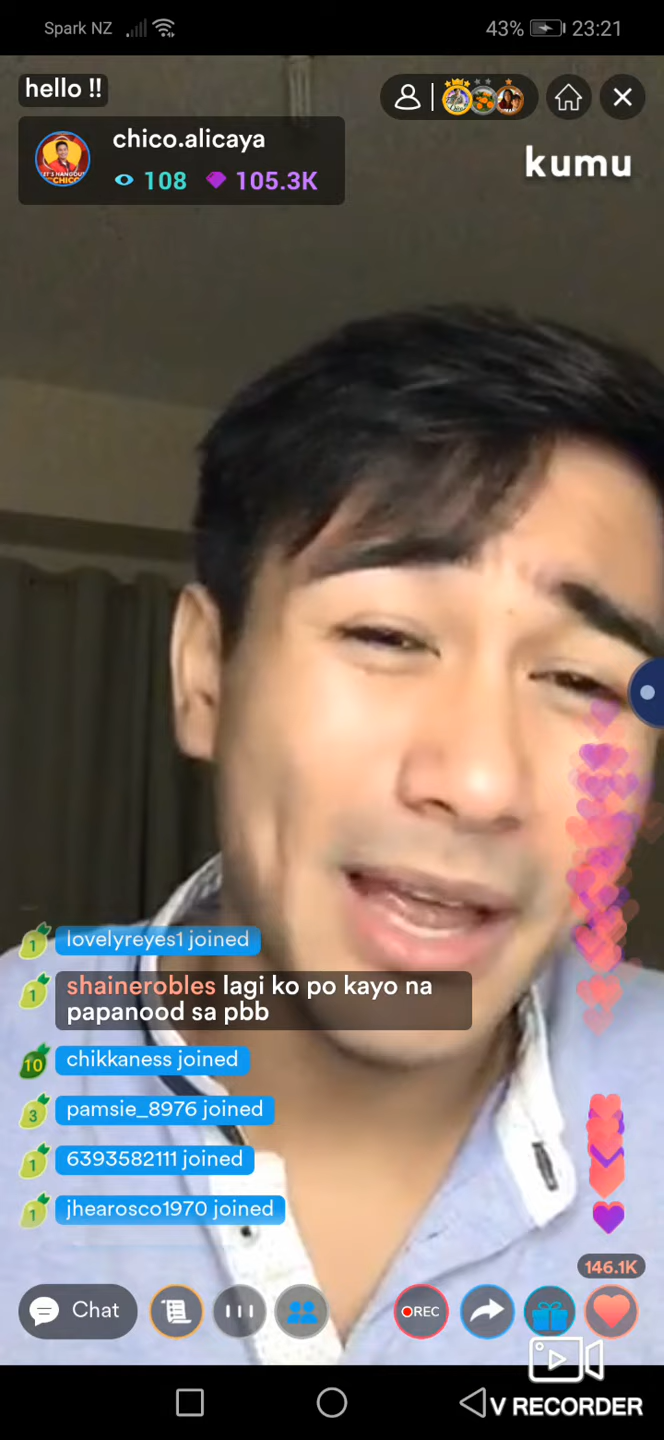 Spark NZ
43%
23:21
hello !!
chico.alicaya
108
105.3K
kumu
1
lovelyreyes1 joined
1
shainerobles lagi ko po kayo na
papanood sa pbb
10
chikkaness joined
3
pamsie_8976 joined
1
6393582111 joined
1
jhearosco1970 joined
146.1K
Chat
REC
V RECORDER